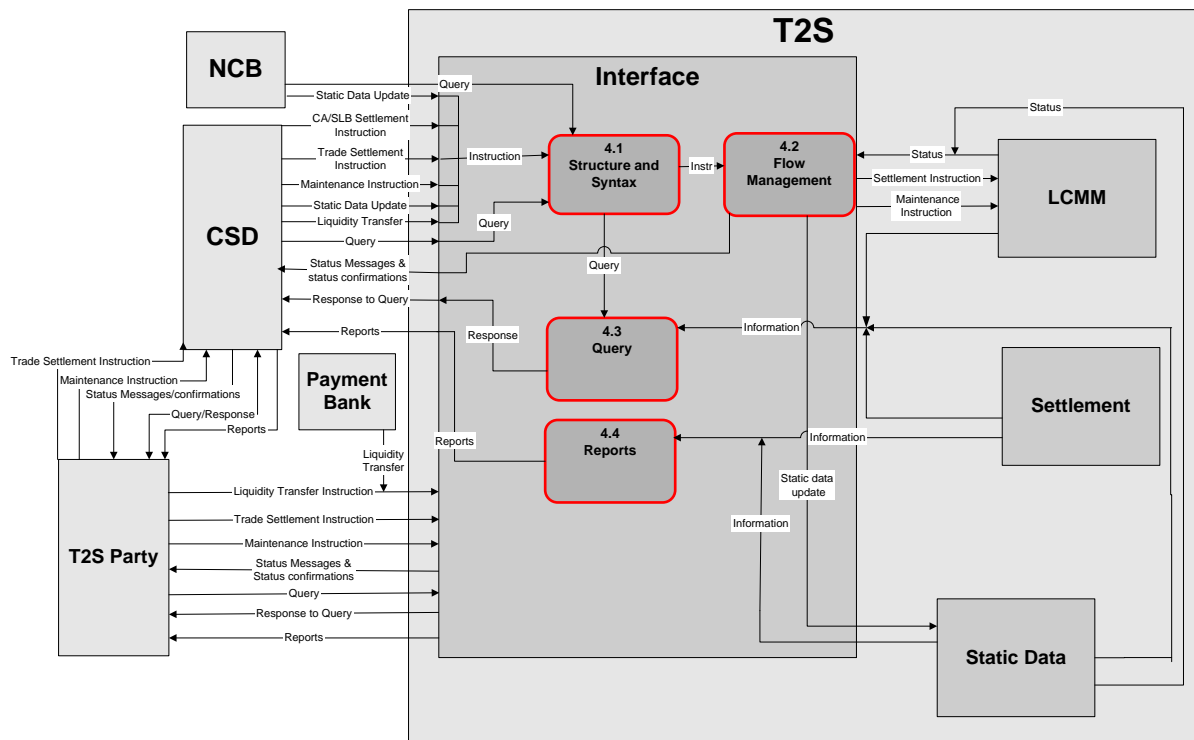 T2S
NCB
Interface
Query
Static Data Update
Status
CA/SLB Settlement
Instruction
4.1
Structure and
Syntax
4.2
Flow
Management
Trade Settlement
Instruction
Instruction
Instr
Status
Settlement Instruction
Maintenance
Instruction
LCMM
Maintenance Instruction
Static Data Update
Liquidity Transfer
CSD
Query
Query
Status Messages &
status confirmations
Query
Response to Query
Reports
Response
4.3
Query
Information
Trade Settlement Instruction
Maintenance Instruction
Status Messages/confirmations
Query/Response
Reports
Payment
Bank
Settlement
Reports
4.4
Reports
Information
Liquidity
Transfer
Static data
update
Liquidity Transfer Instruction
Trade Settlement Instruction
Information
Maintenance Instruction
T2S Party
Status Messages &
Status confirmations
Query
Response to Query
Reports
Static Data